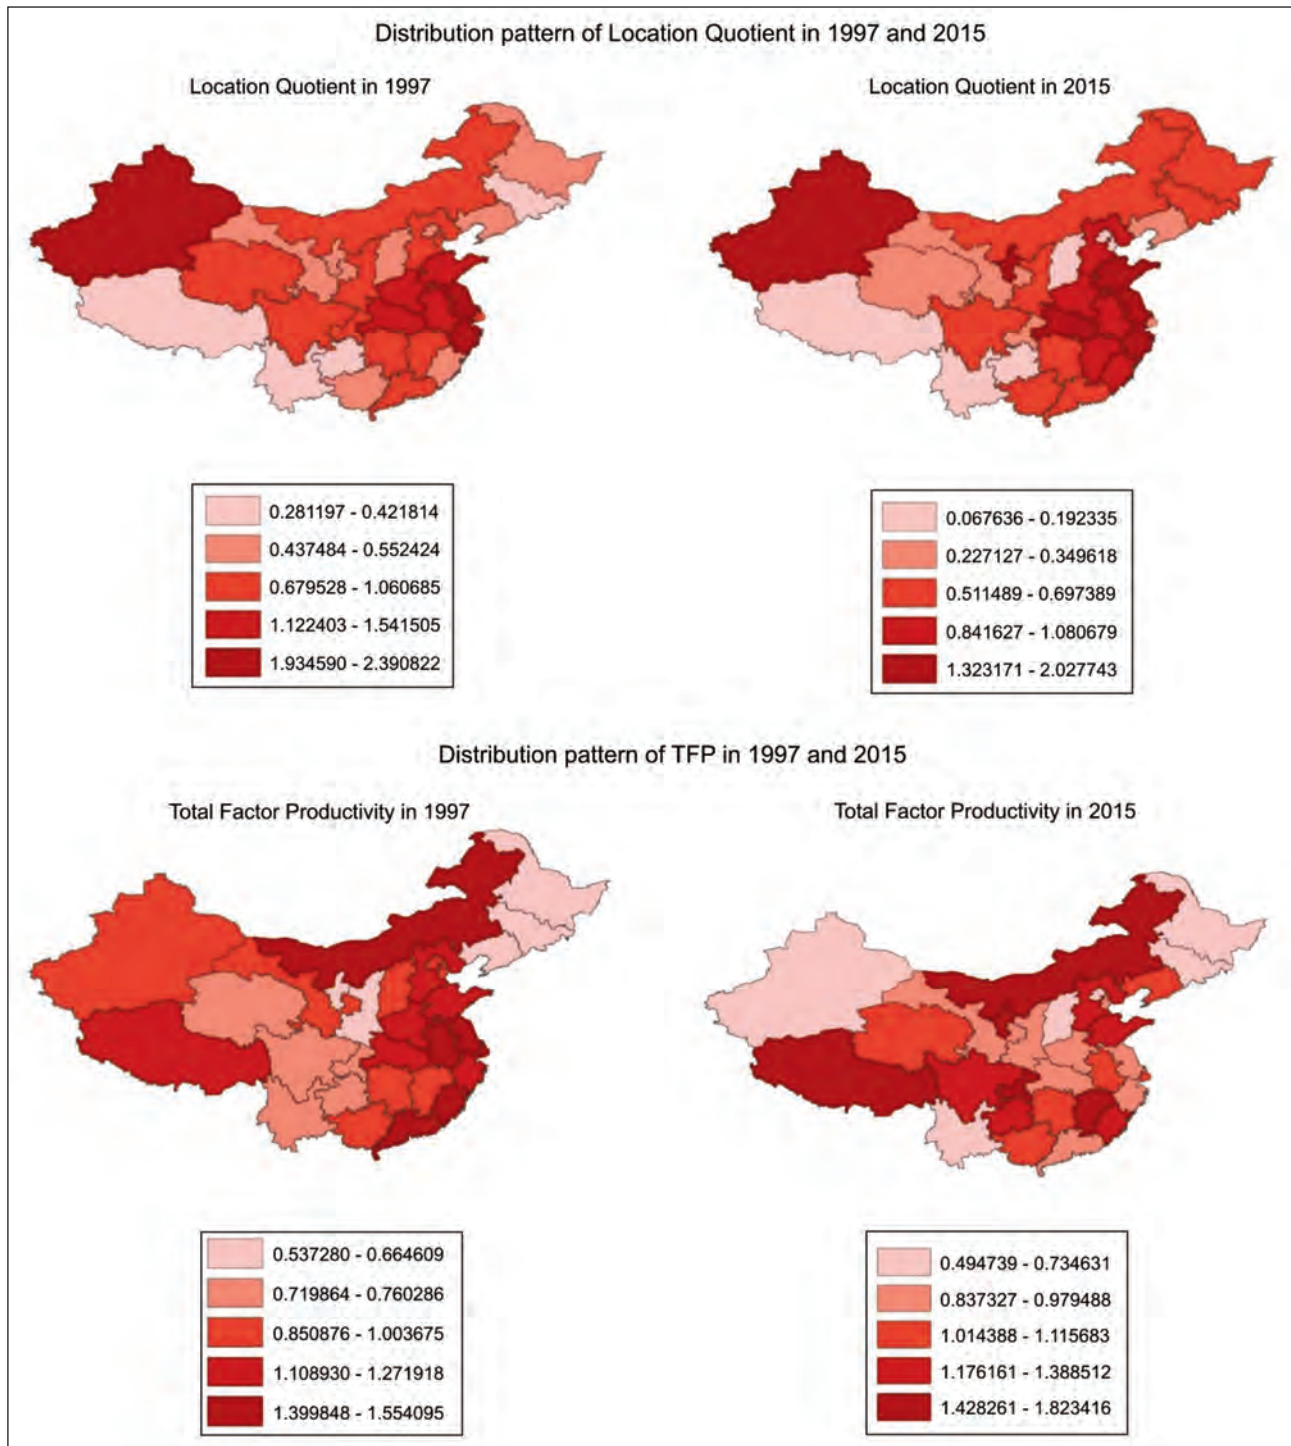 Distribution pattern of Location Quotient in 1997 and 2015
Location Quotient in 1997
Location Quotient in 2015
0.281197 - 0.421814
0.437484 - 0.552424
0.679528 - 1.060685
1.122403 - 1.541505
1.934590 - 2.390822
0.067636 - 0.192335
0.227127 - 0.349618
0.511489 - 0.697389
0.841627 - 1.080679
1.323171 - 2.027743
Distribution pattern of TFP in 1997 and 2015
Total Factor Productivity in 1997
Total Factor Productivity in 2015
0.537280 - 0.664609
0.719864 - 0.760286
0.850876 - 1.003675
1.108930 - 1.271918
1.399848 - 1.554095
0.494739 - 0.734631
0.837327 - 0.979488
1.014388 - 1.115683
1.176161 - 1.388512
1.428261 - 1.823416